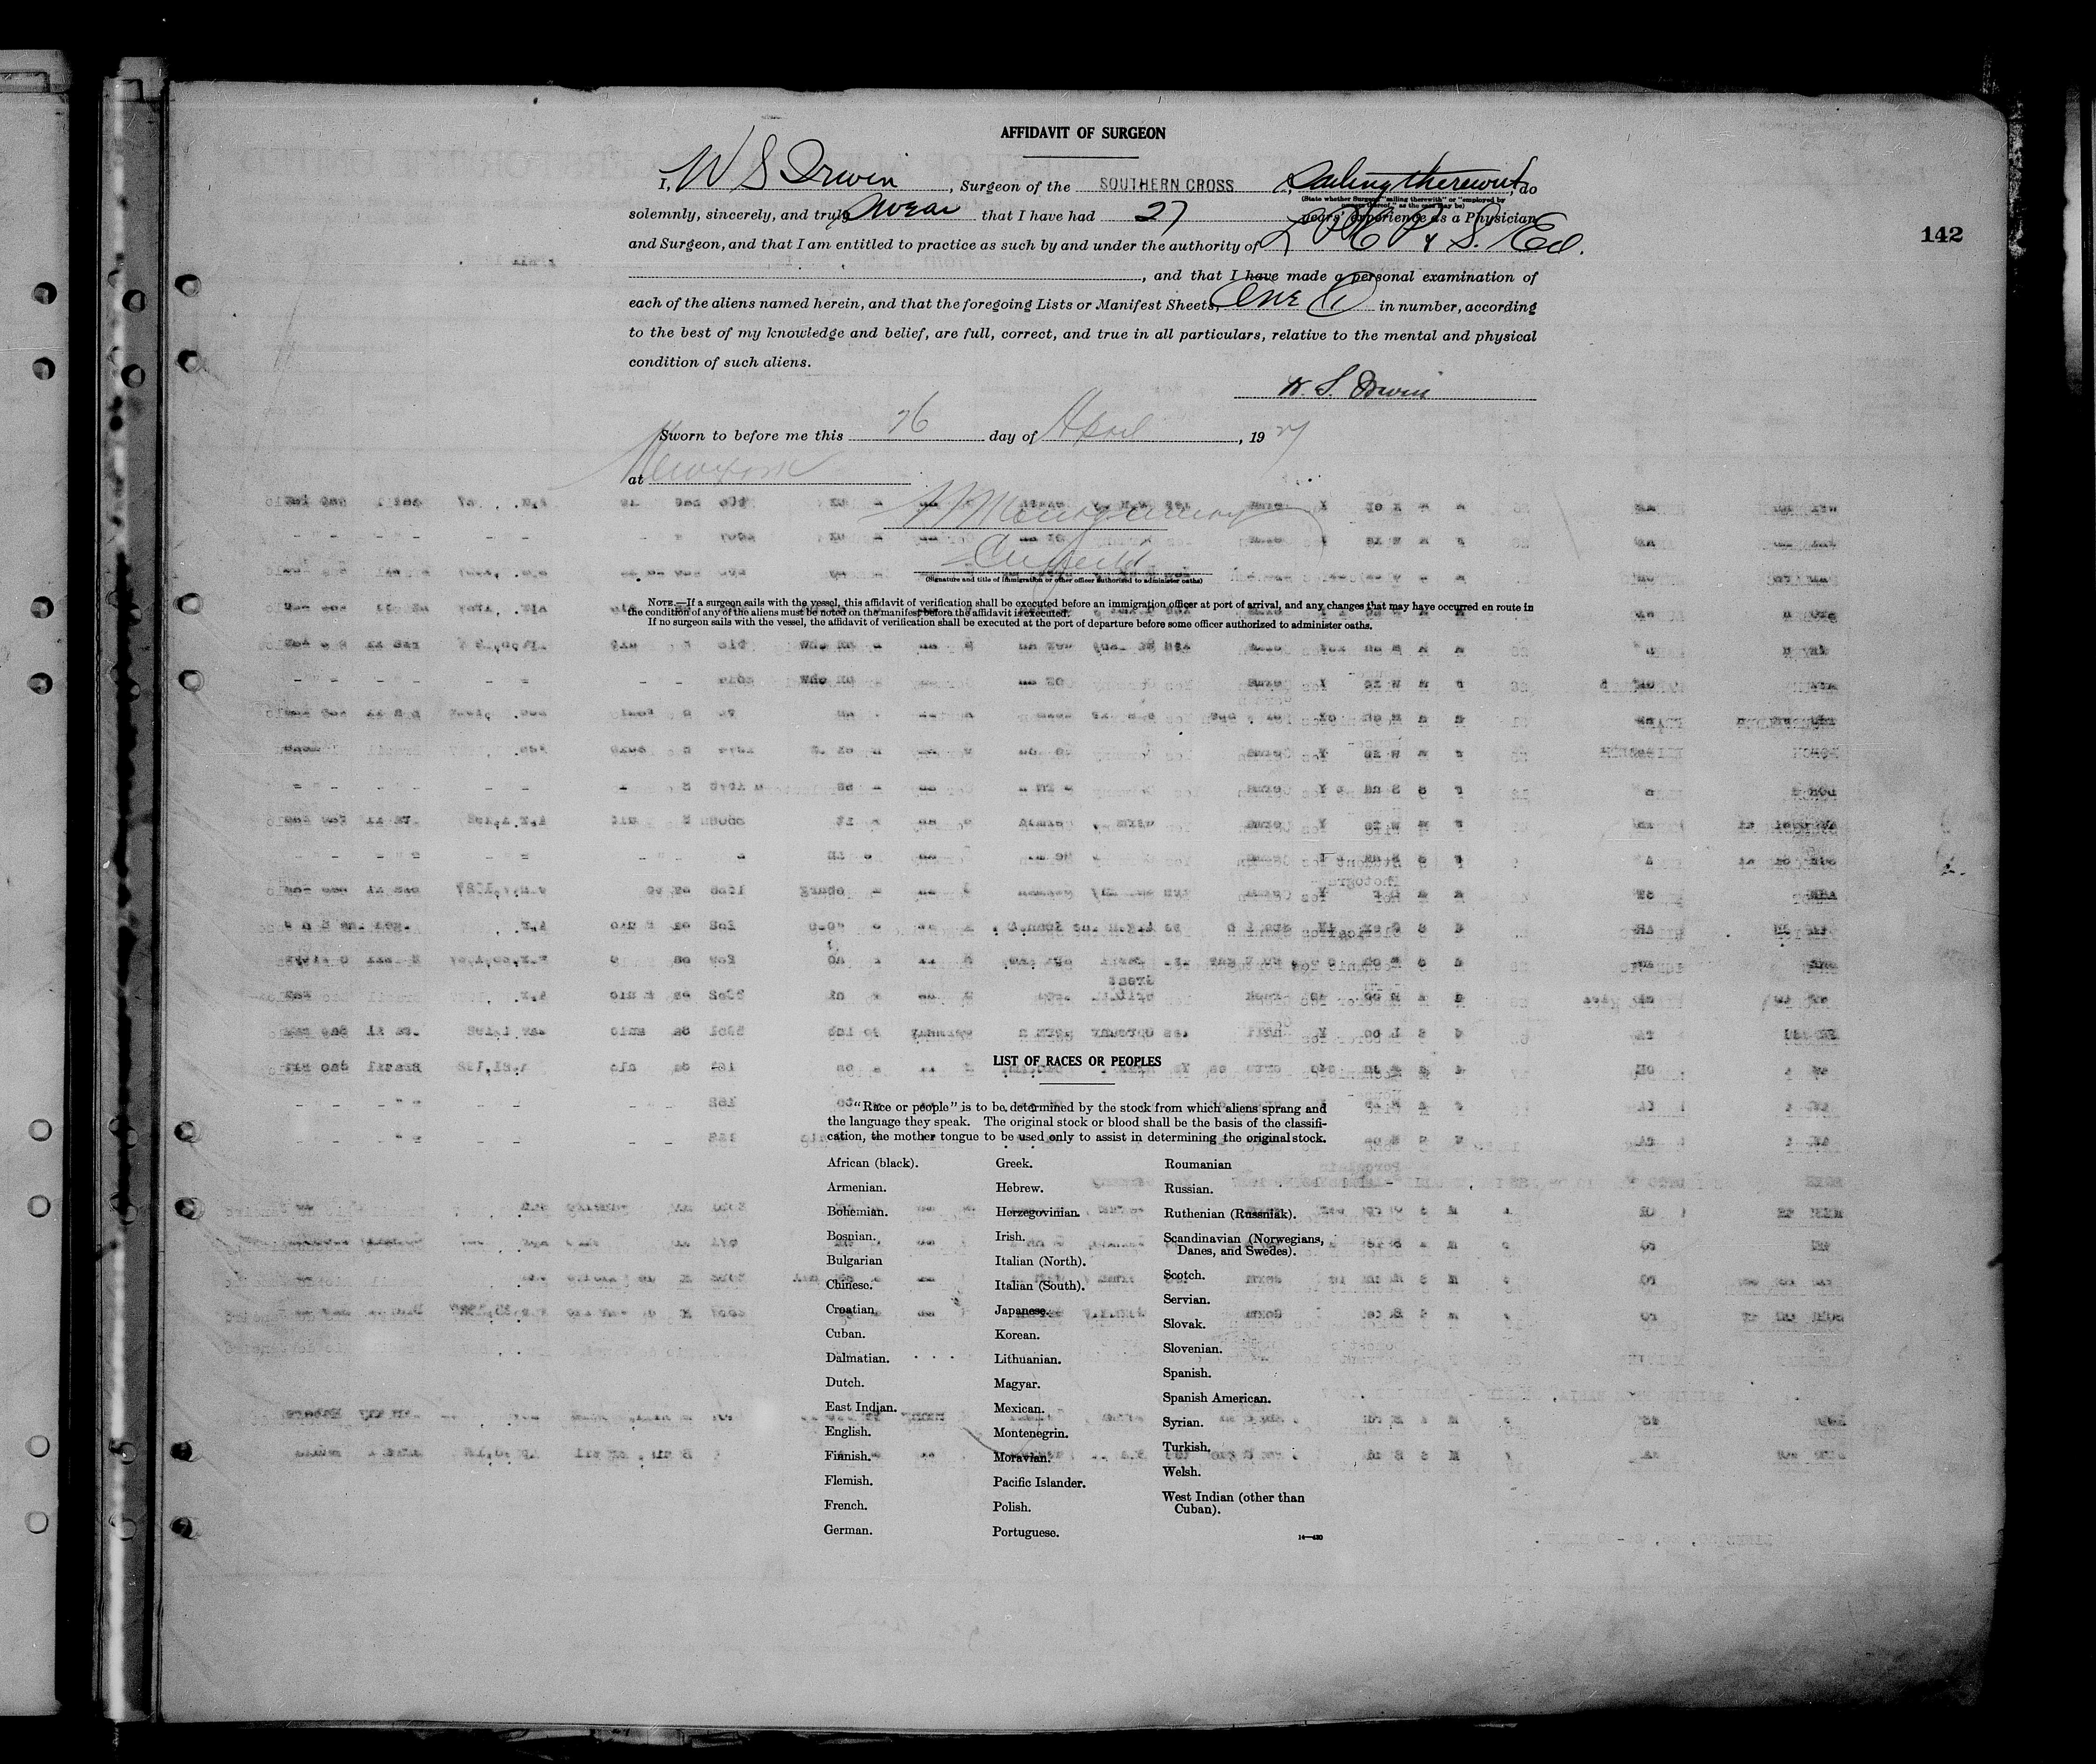 AFFIDAVIT OF SURGEON
I, W S Irwin, Surgeon of the SOUTHERN CROSS, sailing therewith, do
(State whether Surgeon "sailing therewith" or "employed by
owners thereof," as the case may be)
solemnly, sincerely, and truly swear that I have had 27 years' experience as a Physician
and Surgeon, and that I am entitled to practice as such by and under the authority of L R C P & S. Ed.
142
, and that I have made a personal examination of
each of the aliens named herein, and that the foregoing Lists or Manifest Sheets, One (1) in number, according
to the best of my knowledge and belief, are full, correct, and true in all particulars, relative to the mental and physical
condition of such aliens.
W. S. Irwin
Sworn to before me this 26 day of April, 1927
at New York
Montgomery
(Signature and title of immigration or other officer authorized to administer oaths)
NOTE.—If a surgeon sails with the vessel, this affidavit of verification shall be executed before an immigration officer at port of arrival, and any changes that may have occurred en route in
the condition of any of the aliens must be noted on the manifest before the affidavit is executed.
If no surgeon sails with the vessel, the affidavit of verification shall be executed at the port of departure before some officer authorized to administer oaths.
LIST OF RACES OR PEOPLES
"Race or people" is to be determined by the stock from which aliens sprang and
the language they speak. The original stock or blood shall be the basis of the classifi-
cation, the mother tongue to be used only to assist in determining the original stock.
African (black).
Armenian.
Bohemian.
Bosnian.
Bulgarian
Chinese.
Croatian.
Cuban.
Dalmatian.
Dutch.
East Indian.
English.
Finnish.
Flemish.
French.
German.
Greek.
Hebrew.
Herzegovinian.
Irish.
Italian (North).
Italian (South).
Japanese.
Korean.
Lithuanian.
Magyar.
Mexican.
Montenegrin.
Moravian.
Pacific Islander.
Polish.
Portuguese.
Roumanian
Russian.
Ruthenian (Russniak).
Scandinavian (Norwegians,
Danes, and Swedes).
Scotch.
Servian.
Slovak.
Slovenian.
Spanish.
Spanish American.
Syrian.
Turkish.
Welsh.
West Indian (other than
Cuban).
14—430